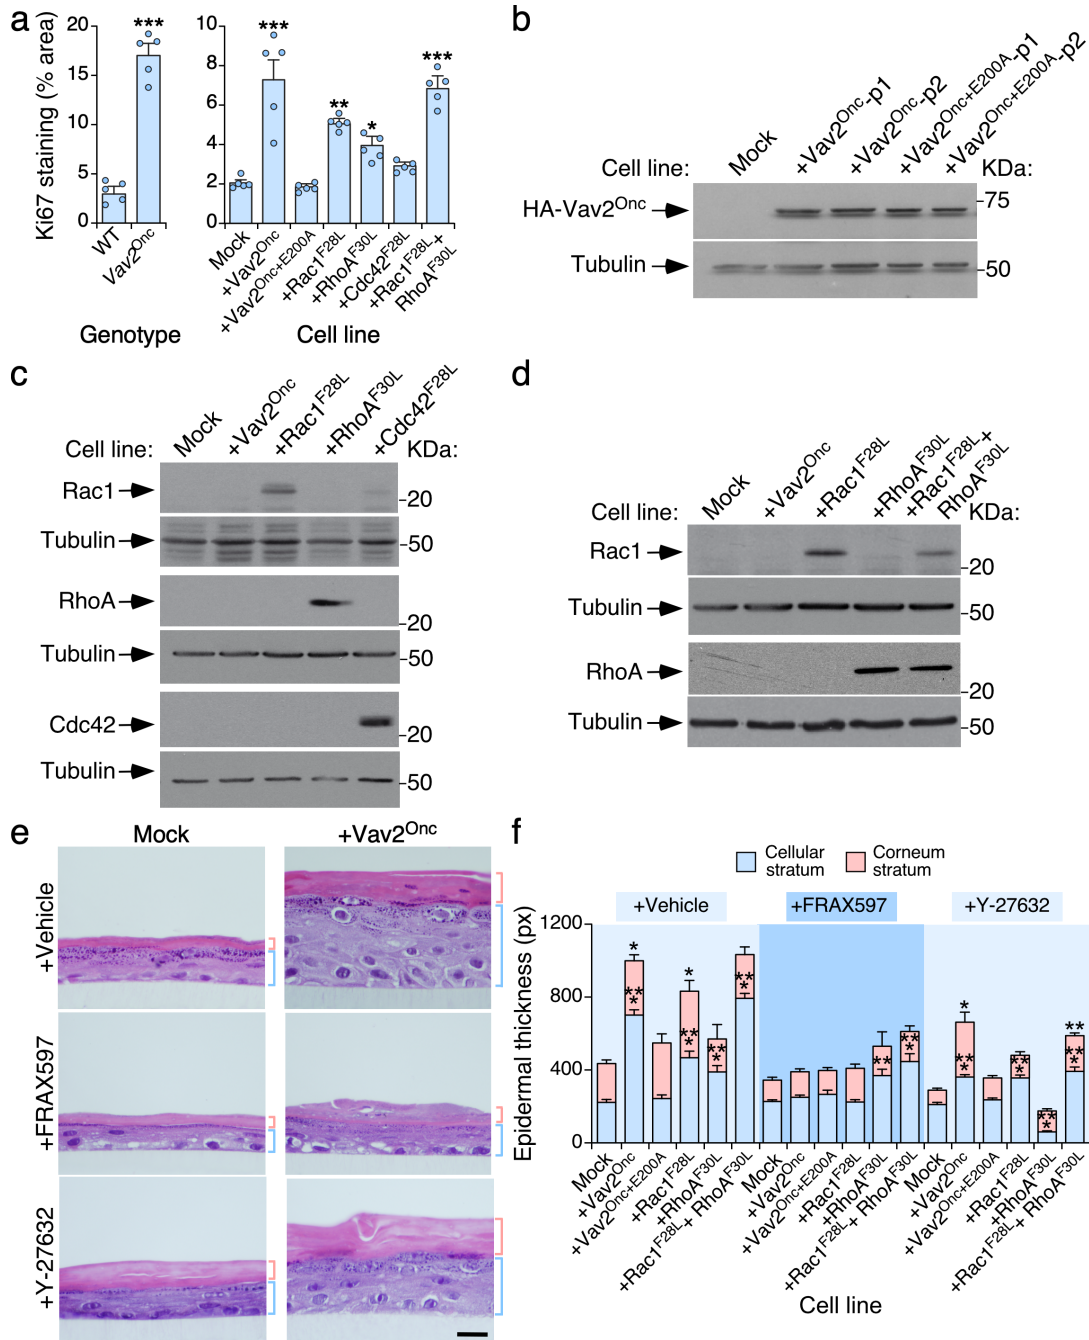 a
Ki67 staining (% area)
20
15
10
5
0
***
WT
Vav2Onc
Genotype
10
8
6
4
2
0
***
**
*
***
Mock
+Vav2Onc
+Vav2Onc+E200A
+Rac1F28L
+RhoAF30L
+Cdc42F28L
+Rac1F28L+
RhoAF30L
Cell line
b
Cell line:
Mock
+Vav2Onc-p1
+Vav2Onc-p2
+Vav2Onc+E200A-p1
+Vav2Onc+E200A-p2
KDa:
HA-Vav2Onc
-75
Tubulin
-50
c
Cell line:
Mock
+Vav2Onc
+Rac1F28L
+RhoAF30L
+Cdc42F28L
KDa:
Rac1
-20
Tubulin
-50
RhoA
-20
Tubulin
-50
Cdc42
-20
Tubulin
-50
d
Cell line:
Mock
+Vav2Onc
+Rac1F28L
+RhoAF30L
+Rac1F28L+
RhoAF30L
KDa:
Rac1
-20
Tubulin
-50
RhoA
-20
Tubulin
-50
e
Mock
+Vav2Onc
+Vehicle
+FRAX597
+Y-27632
f
Cellular
stratum
Corneum
stratum
+Vehicle
+FRAX597
+Y-27632
Epidermal thickness (px)
1200
800
400
0
*
***
*
***
***
***
**
***
*
***
***
***
**
***
Mock
+Vav2Onc
+Vav2Onc+E200A
+Rac1F28L
+RhoAF30L
+Rac1F28L+ RhoAF30L
Mock
+Vav2Onc
+Vav2Onc+E200A
+Rac1F28L
+RhoAF30L
+Rac1F28L+ RhoAF30L
Mock
+Vav2Onc
+Vav2Onc+E200A
+Rac1F28L
+RhoAF30L
+Rac1F28L+ RhoAF30L
Cell line